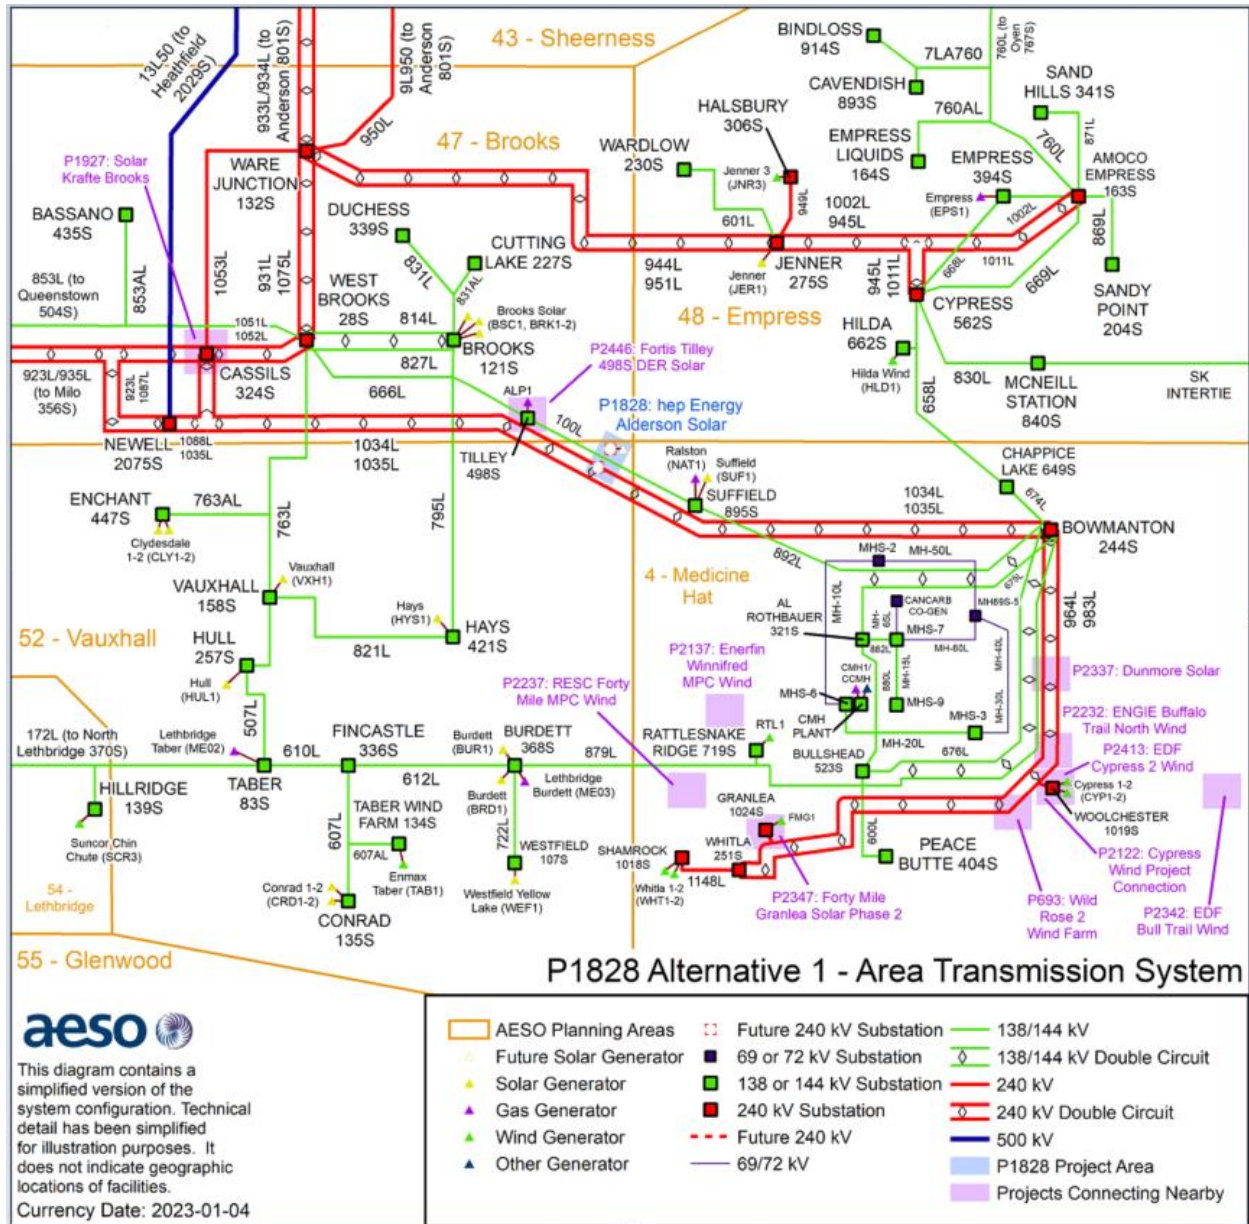 43 - Sheerness
13L50 (to
Heathfield
2029S)
933L/934L (to
Anderson 801S)
9L950 (to
Anderson
801S)
950L
BINDLOSS
914S
7LA760
760L (to
Oyen
767S)
CAVENDISH
893S
SAND
HILLS 341S
760AL
871L
760L
HALSBURY
306S
47 - Brooks
WARDLOW
230S
Jenner 3
(JNR3)
949L
EMPRESS
LIQUIDS
164S
EMPRESS
394S
Empress
(EPS1)
AMOCO
EMPRESS
163S
P1927: Solar
Krafte Brooks
WARE
JUNCTION
132S
BASSANO
435S
DUCHESS
339S
CUTTING
LAKE 227S
831L
831AL
601L
1002L
945L
1002L
1011L
668L
669L
869L
853L (to
Queenstown
504S)
853AL
1053L
931L
1075L
WEST
BROOKS
28S
944L
951L
Jenner
(JER1)
JENNER
275S
945L
1011L
CYPRESS
562S
SANDY
POINT
204S
1051L
1052L
814L
Brooks Solar
(BSC1, BRK1-2)
48 - Empress
HILDA
662S
Hilda Wind
(HLD1)
827L
BROOKS
121S
P2446: Fortis Tilley
498S DER Solar
923L/935L
(to Milo
356S)
923L
1087L
CASSILS
324S
666L
ALP1
658L
830L
MCNEILL
STATION
840S
SK
INTERTIE
P1828: hep Energy
Alderson Solar
100L
NEWELL
2075S
1088L
1035L
1034L
1035L
TILLEY
498S
Ralston
(NAT1)
Suffield
(SUF1)
CHAPPICE
LAKE 649S
674L
ENCHANT
447S
763AL
763L
795L
SUFFIELD
895S
1034L
1035L
BOWMANTON
244S
Clydesdale
1-2 (CLY1-2)
892L
MHS-2
MH-50L
675L
Vauxhall
(VXH1)
VAUXHALL
158S
4 - Medicine
Hat
MH-10L
MH-
65L
CANCARB
CO-GEN
MH69S-5
964L
983L
Hays
(HYS1)
AL
ROTHBAUER
321S
MHS-7
52 - Vauxhall
HULL
257S
821L
HAYS
421S
882L
MH-60L
MH-40L
Hull
(HUL1)
P2137: Enerfin
Winnifred
MPC Wind
CMH1/
CCMH
880L
MH-15L
P2337: Dunmore Solar
P2237: RESC Forty
Mile MPC Wind
MHS-6
MHS-9
MH-30L
507L
CMH
PLANT
MHS-3
P2232: ENGIE Buffalo
Trail North Wind
172L (to North
Lethbridge 370S)
Lethbridge
Taber (ME02)
610L
FINCASTLE
336S
Burdett
(BUR1)
BURDETT
368S
879L
RATTLESNAKE
RIDGE 719S
RTL1
MH-20L
BULLSHEAD
523S
676L
P2413: EDF
Cypress 2 Wind
HILLRIDGE
139S
TABER
83S
612L
Burdett
(BRD1)
Lethbridge
Burdett (ME03)
Cypress 1-2
(CYP1-2)
WOOLCHESTER
1019S
TABER WIND
FARM 134S
GRANLEA
1024S
FMG1
Suncor Chin
Chute (SCR3)
607L
607AL
722L
WESTFIELD
107S
SHAMROCK
1018S
WHITLA
251S
600L
PEACE
BUTTE 404S
P2122: Cypress
Wind Project
Connection
Enmax
Taber (TAB1)
Whitla 1-2
(WHT1-2)
1148L
54 -
Lethbridge
Conrad 1-2
(CRD1-2)
Westfield Yellow
Lake (WEF1)
P2347: Forty Mile
Granlea Solar Phase 2
P693: Wild
Rose 2
Wind Farm
P2342: EDF
Bull Trail Wind
CONRAD
135S
55 - Glenwood
P1828 Alternative 1 - Area Transmission System
aeso
This diagram contains a
simplified version of the
system configuration. Technical
detail has been simplified
for illustration purposes. It
does not indicate geographic
locations of facilities.
Currency Date: 2023-01-04
AESO Planning Areas
Future Solar Generator
Solar Generator
Gas Generator
Wind Generator
Other Generator
Future 240 kV Substation
69 or 72 kV Substation
138 or 144 kV Substation
240 kV Substation
Future 240 kV
69/72 kV
138/144 kV
138/144 kV Double Circuit
240 kV
240 kV Double Circuit
500 kV
P1828 Project Area
Projects Connecting Nearby